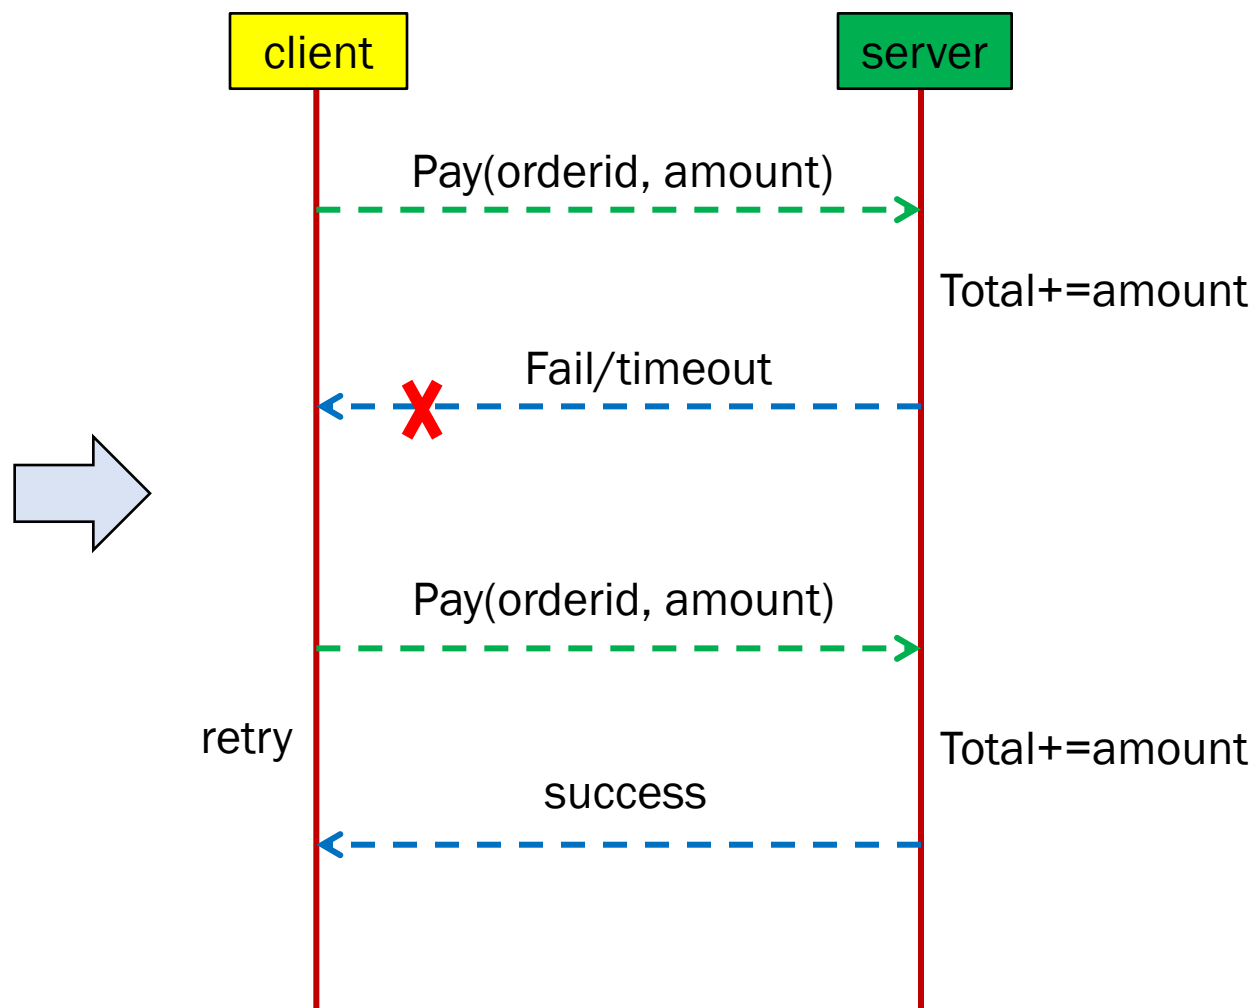 client
server
Pay(orderid, amount)
Total+=amount
Fail/timeout
Pay(orderid, amount)
retry
Total+=amount
success